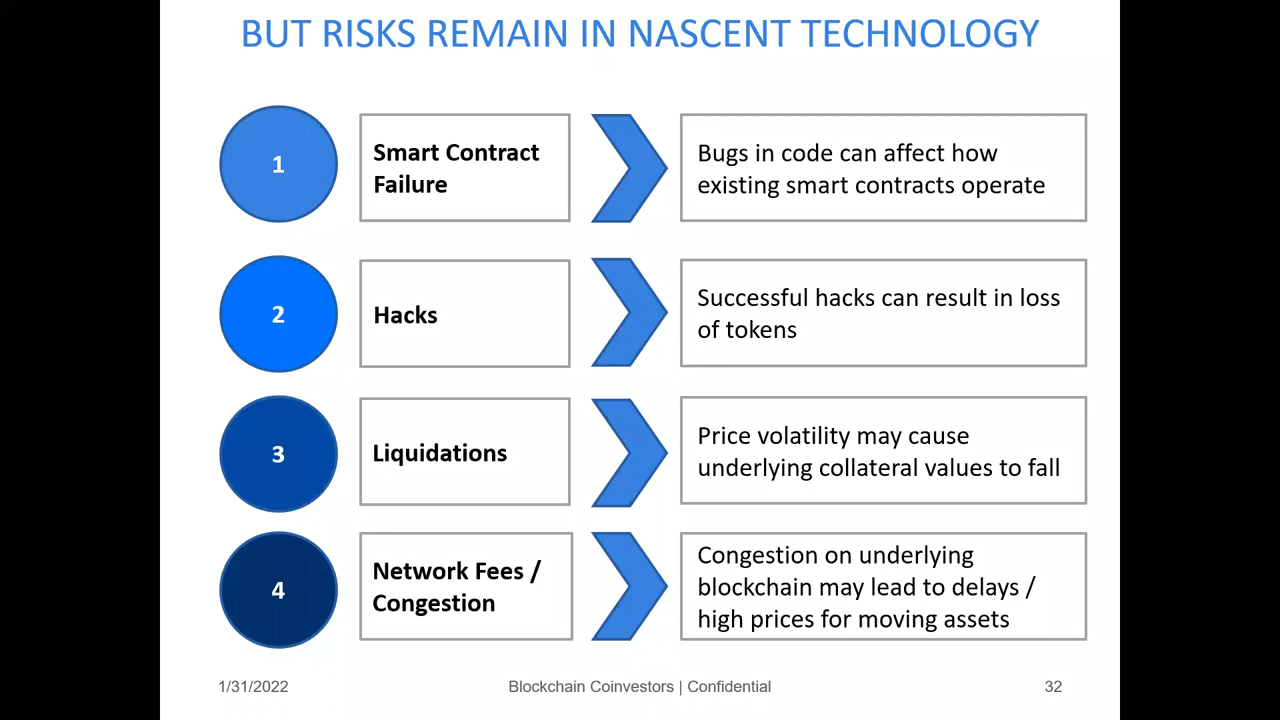 BUT RISKS REMAIN IN NASCENT TECHNOLOGY
1
Smart Contract
Failure
Bugs in code can affect how
existing smart contracts operate
2
Hacks
Successful hacks can result in loss
of tokens
3
Liquidations
Price volatility may cause
underlying collateral values to fall
4
Network Fees /
Congestion
Congestion on underlying
blockchain may lead to delays /
high prices for moving assets
1/31/2022
Blockchain Coinvestors | Confidential
32